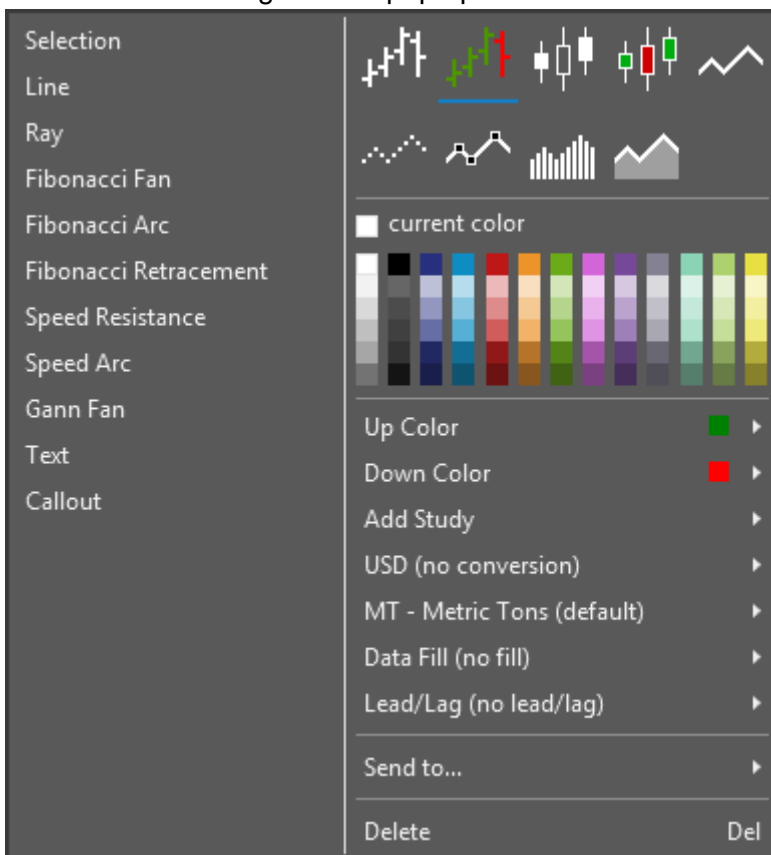 Selection
Line
Ray
Fibonacci Fan
Fibonacci Arc
Fibonacci Retracement
Speed Resistance
Speed Arc
Gann Fan
Text
Callout
current color
Up Color
Down Color
Add Study
USD (no conversion)
MT - Metric Tons (default)
Data Fill (no fill)
Lead/Lag (no lead/lag)
Send to...
Delete Del